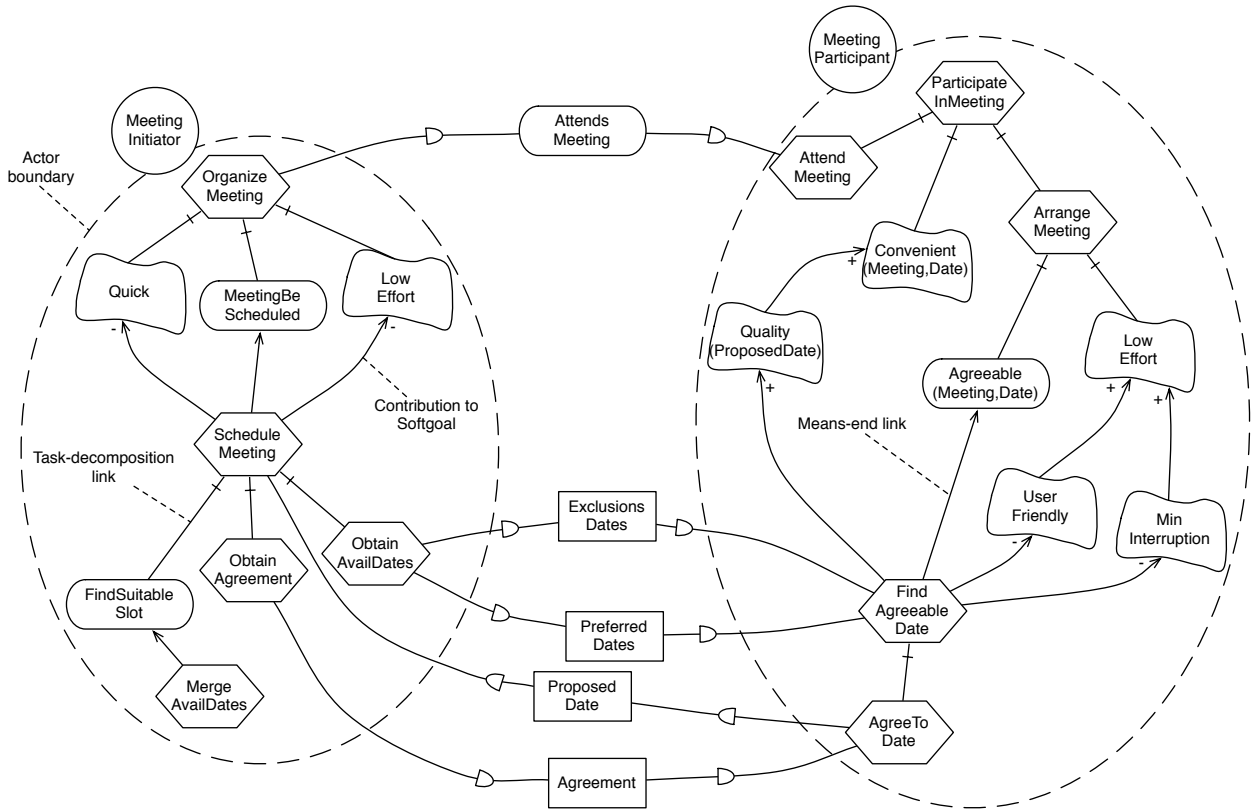 Meeting
Participant
Participate
InMeeting
Meeting
Initiator
Attends
Meeting
Actor
boundary
Organize
Meeting
Attend
Meeting
Arrange
Meeting
Quick
MeetingBe
Scheduled
Low
Effort
Convenient
(Meeting,Date)
-
-
+
Quality
(ProposedDate)
Low
Effort
Agreeable
(Meeting,Date)
+
+
+
Contribution to
Softgoal
Means-end link
Schedule
Meeting
Task-decomposition
link
Exclusions
Dates
User
Friendly
Min
Interruption
-
-
Obtain
AvailDates
Obtain
Agreement
FindSuitable
Slot
Find
Agreeable
Date
Preferred
Dates
Merge
AvailDates
Proposed
Date
AgreeTo
Date
Agreement